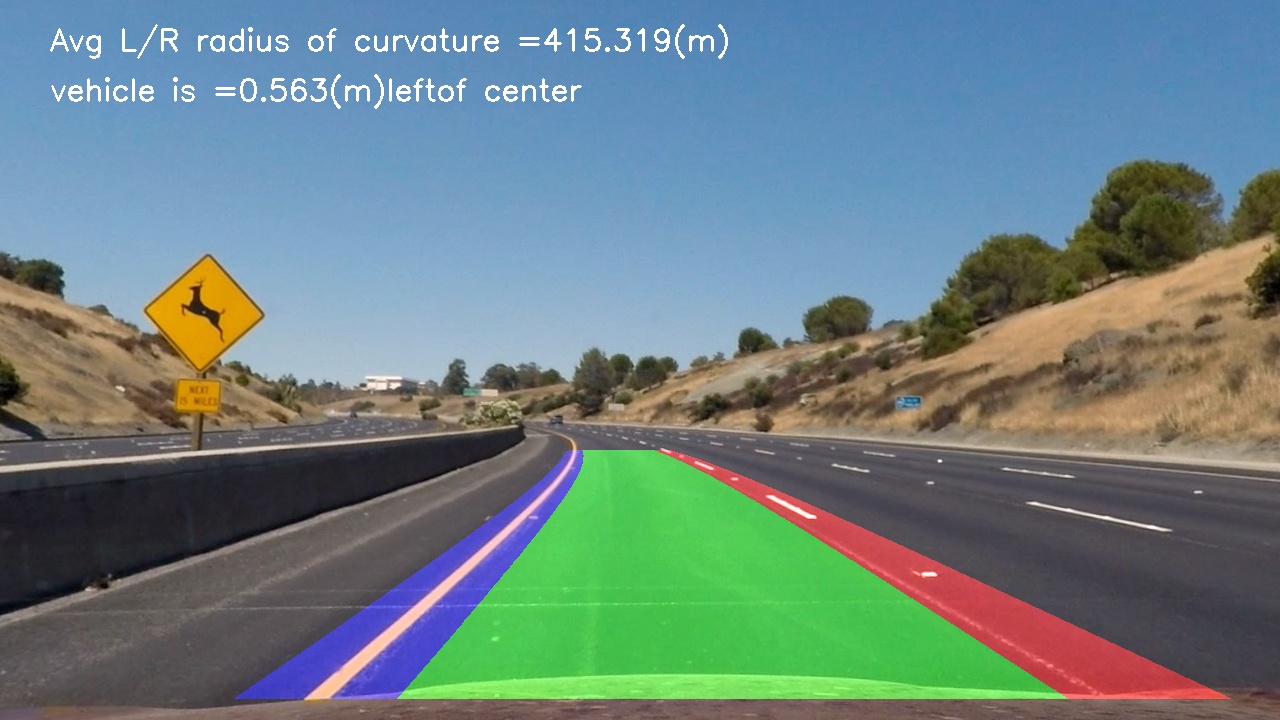 Avg L/R radius of curvature =415.319(m)
vehicle is =0.563(m)leftof center
NEXT
15 MILES